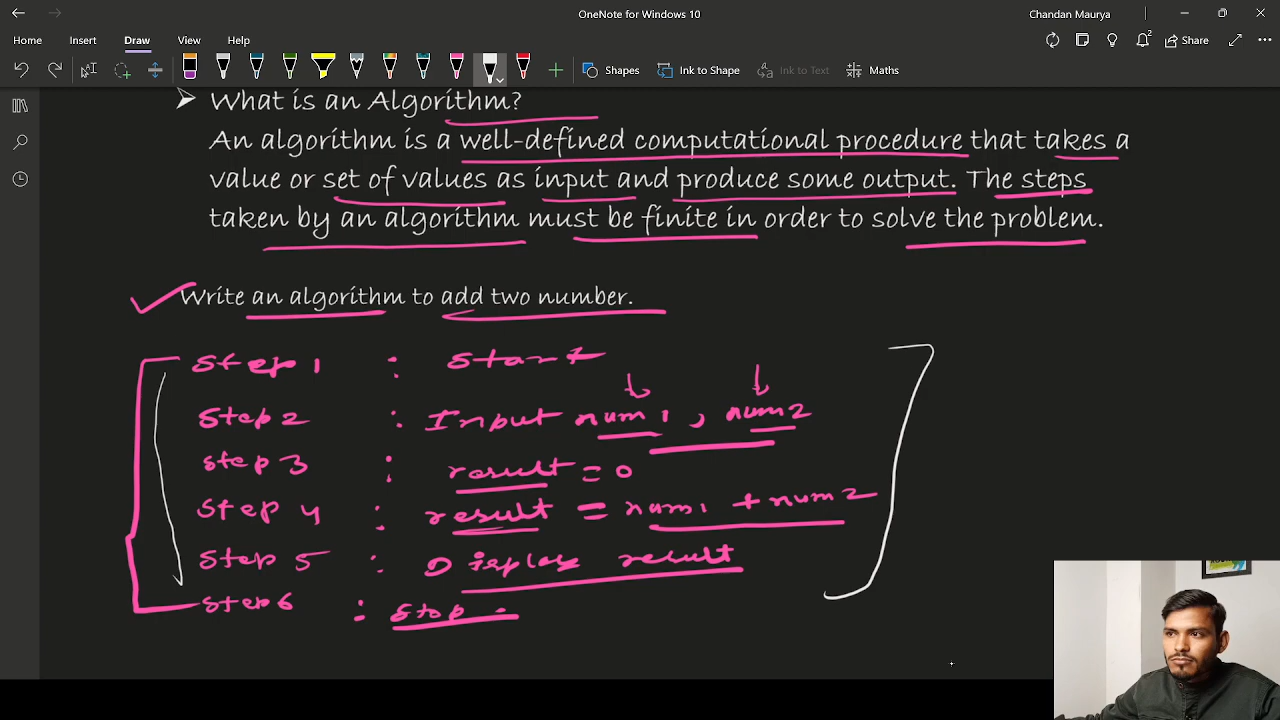 OneNote for Windows 10
Chandan Maurya
Home Insert Draw View Help
Share
Shapes Ink to Shape Ink to Text Maths
➤ What is an Algorithm?
An algorithm is a well-defined computational procedure that takes a
value or set of values as input and produce some output. The steps
taken by an algorithm must be finite in order to solve the problem.
Write an algorithm to add two number.
Step 1 : Start
Step 2 : Input num1, num2
Step 3 : result = 0
Step 4 : result = num1 + num2
Step 5 : Display result
Step 6 : Stop.